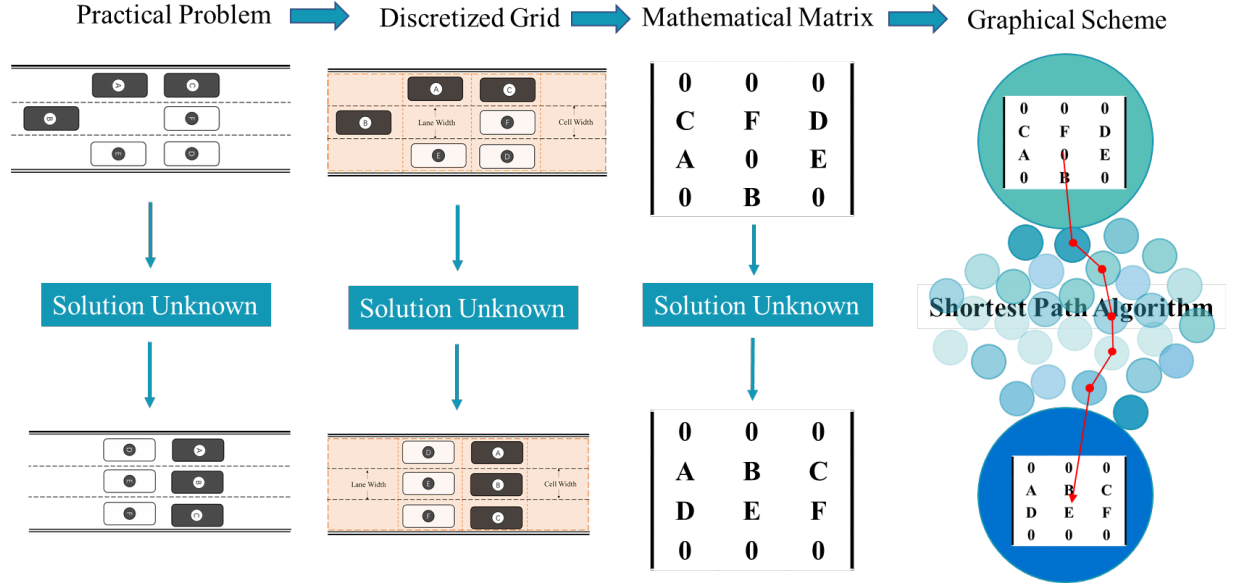 Practical Problem
Discretized Grid
Mathematical Matrix
Graphical Scheme
A C
B F
E D
Solution Unknown
D A
E B
F C
A C
B Lane Width F Cell Width
E D
Solution Unknown
D A
Lane Width E B Cell Width
F C
0 0 0
C F D
A 0 E
0 B 0
Solution Unknown
0 0 0
A B C
D E F
0 0 0
0 0 0
C F D
A 0 E
0 B 0
Shortest Path Algorithm
0 0 0
A B C
D E F
0 0 0